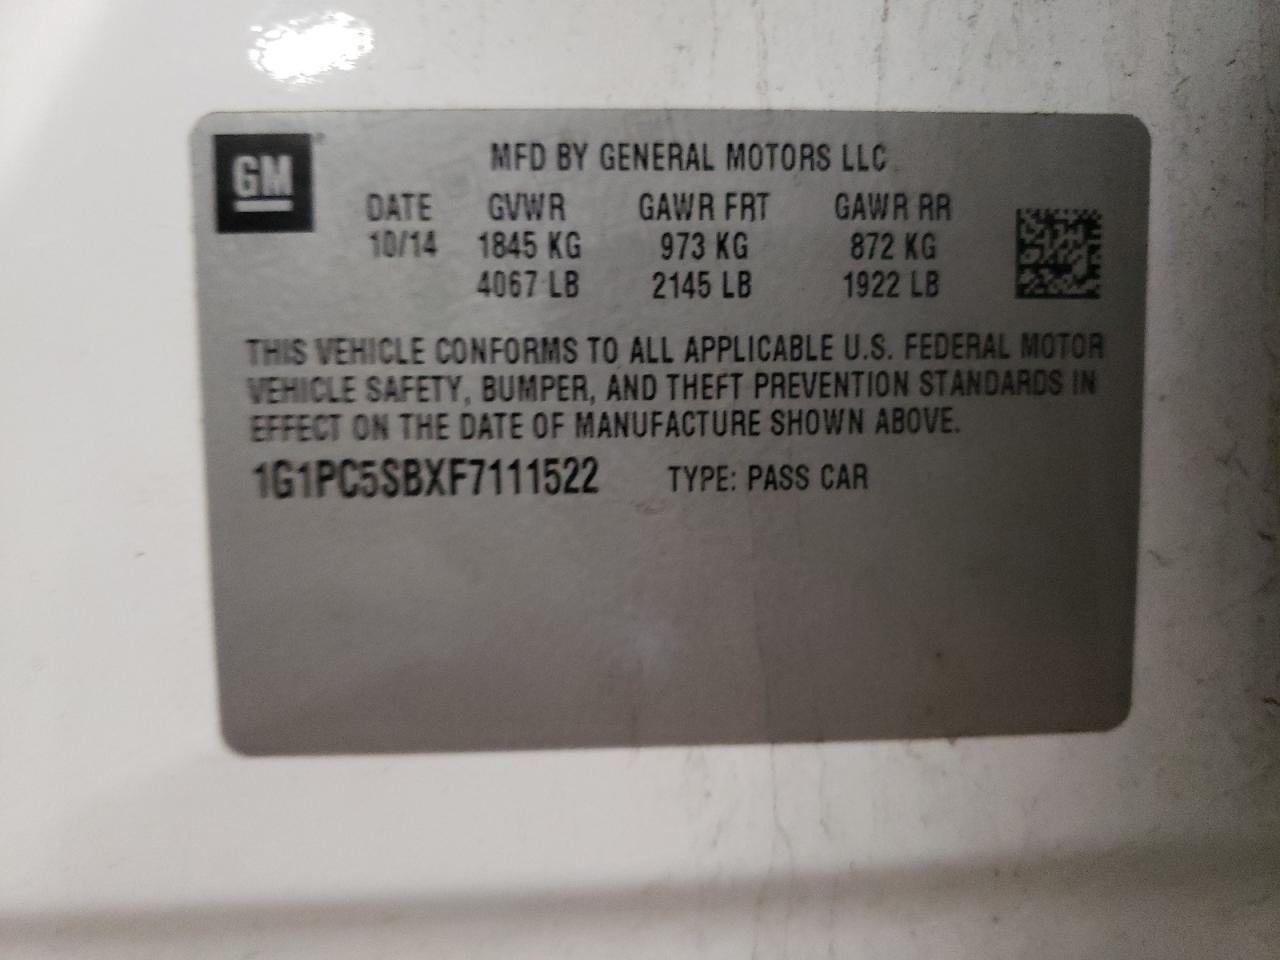 GM
MFD BY GENERAL MOTORS LLC
DATE GVWR GAWR FRT GAWR RR
10/14 1845 KG 973 KG 872 KG
4067 LB 2145 LB 1922 LB
THIS VEHICLE CONFORMS TO ALL APPLICABLE U.S. FEDERAL MOTOR
VEHICLE SAFETY, BUMPER, AND THEFT PREVENTION STANDARDS IN
EFFECT ON THE DATE OF MANUFACTURE SHOWN ABOVE.
1G1PC5SBXF7111522 TYPE: PASS CAR